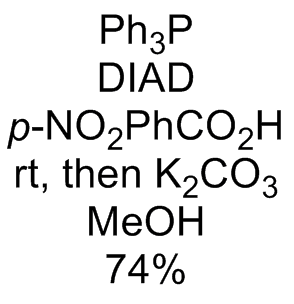 Ph₃P
DIAD
p-NO₂PhCO₂H
rt, then K₂CO₃
MeOH
74%